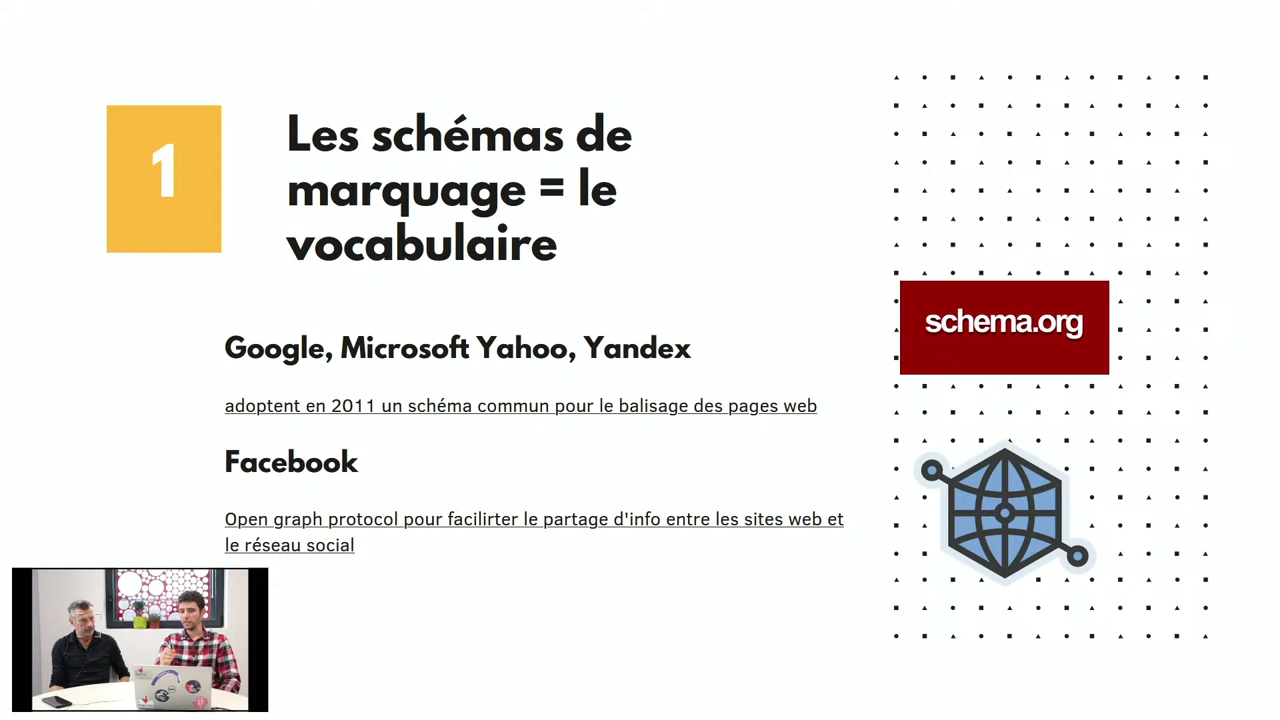 1
Les schémas de
marquage = le
vocabulaire
Google, Microsoft Yahoo, Yandex
adoptent en 2011 un schéma commun pour le balisage des pages web
Facebook
Open graph protocol pour facilirter le partage d'info entre les sites web et
le réseau social
schema.org